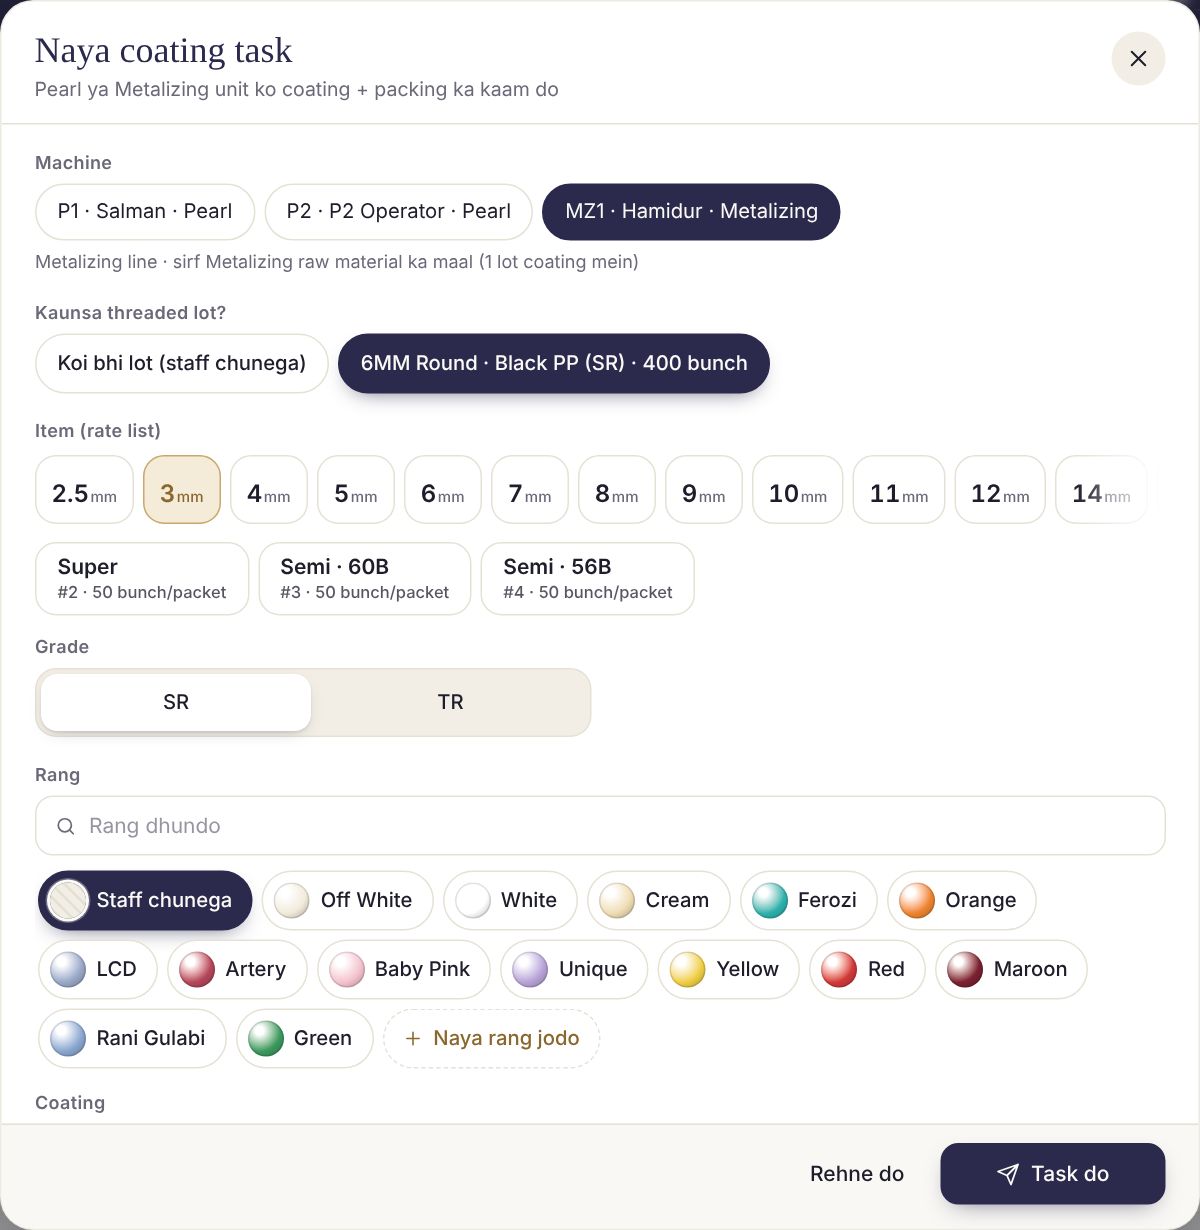 Naya coating task
Pearl ya Metalizing unit ko coating + packing ka kaam do
Machine
P1 · Salman · Pearl P2 · P2 Operator · Pearl MZ1 · Hamidur · Metalizing
Metalizing line · sirf Metalizing raw material ka maal (1 lot coating mein)
Kaunsa threaded lot?
Koi bhi lot (staff chunega) 6MM Round · Black PP (SR) · 400 bunch
Item (rate list)
2.5mm 3mm 4mm 5mm 6mm 7mm 8mm 9mm 10mm 11mm 12mm 14mm
Super Semi · 60B Semi · 56B
#2 · 50 bunch/packet #3 · 50 bunch/packet #4 · 50 bunch/packet
Grade
SR TR
Rang
Rang dhundo
Staff chunega Off White White Cream Ferozi Orange
LCD Artery Baby Pink Unique Yellow Red Maroon
Rani Gulabi Green + Naya rang jodo
Coating
Rehne do Task do